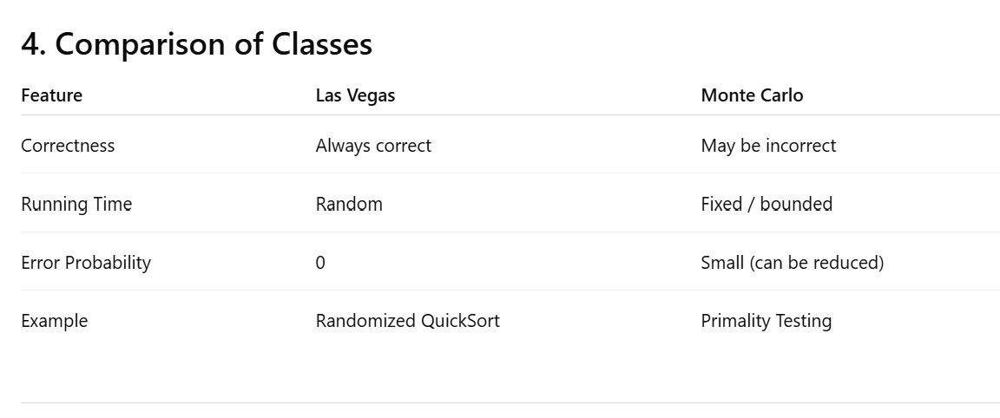 4. Comparison of Classes
Feature Las Vegas Monte Carlo
Correctness Always correct May be incorrect
Running Time Random Fixed / bounded
Error Probability 0 Small (can be reduced)
Example Randomized QuickSort Primality Testing